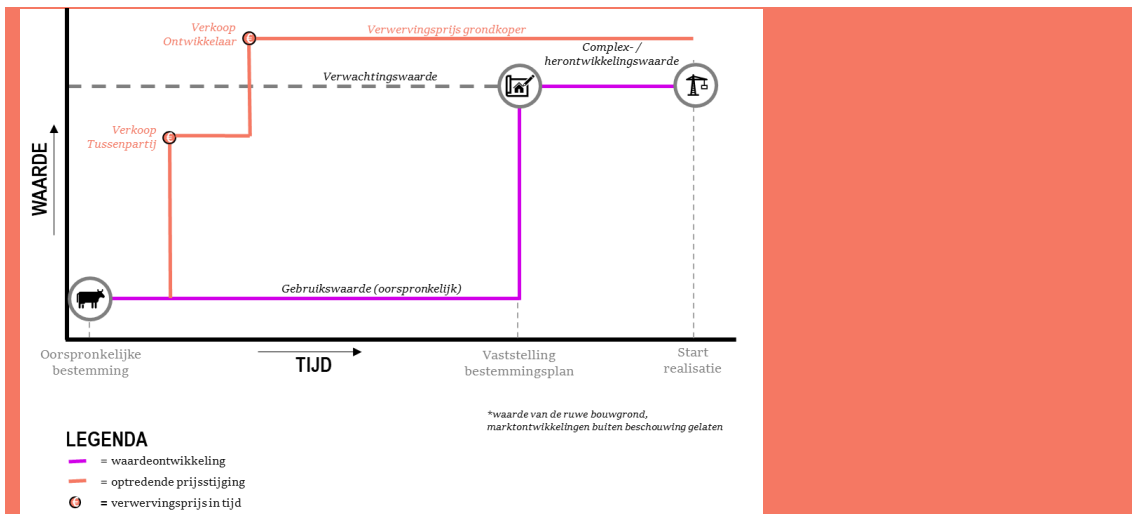 Verkoop
Ontwikkelaar
Verwervingsprijs grondkoper
Complex- /
herontwikkelingswaarde
Verwachtingswaarde
Verkoop
Tussenpartij
WAARDE
Gebruikswaarde (oorspronkelijk)
Oorspronkelijke
bestemming
TIJD
Vaststelling
bestemmingsplan
Start
realisatie
*waarde van de ruwe bouwgrond,
marktontwikkelingen buiten beschouwing gelaten
LEGENDA
= waardeontwikkeling
= optredende prijsstijging
€ = verwervingsprijs in tijd